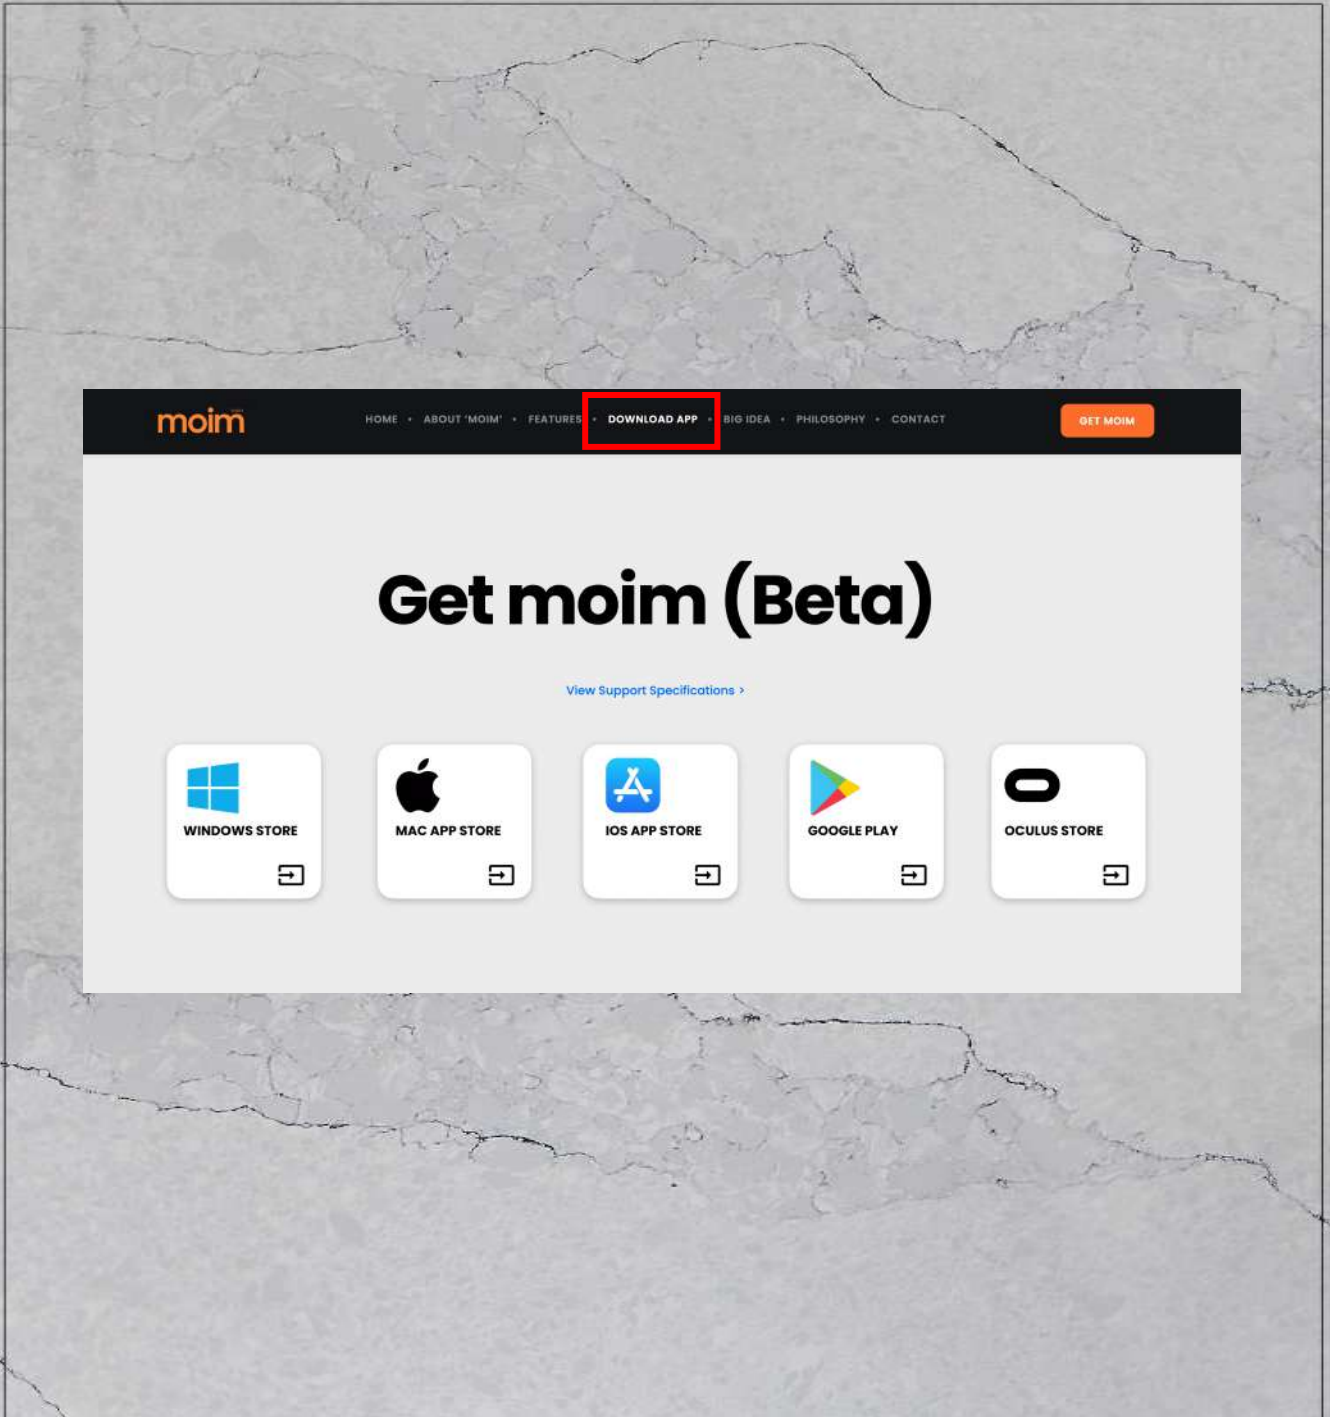 moim
HOME • ABOUT 'MOIM' • FEATURES • DOWNLOAD APP • BIG IDEA • PHILOSOPHY • CONTACT
GET MOIM
Get moim (Beta)
View Support Specifications >
WINDOWS STORE
MAC APP STORE
IOS APP STORE
GOOGLE PLAY
OCULUS STORE